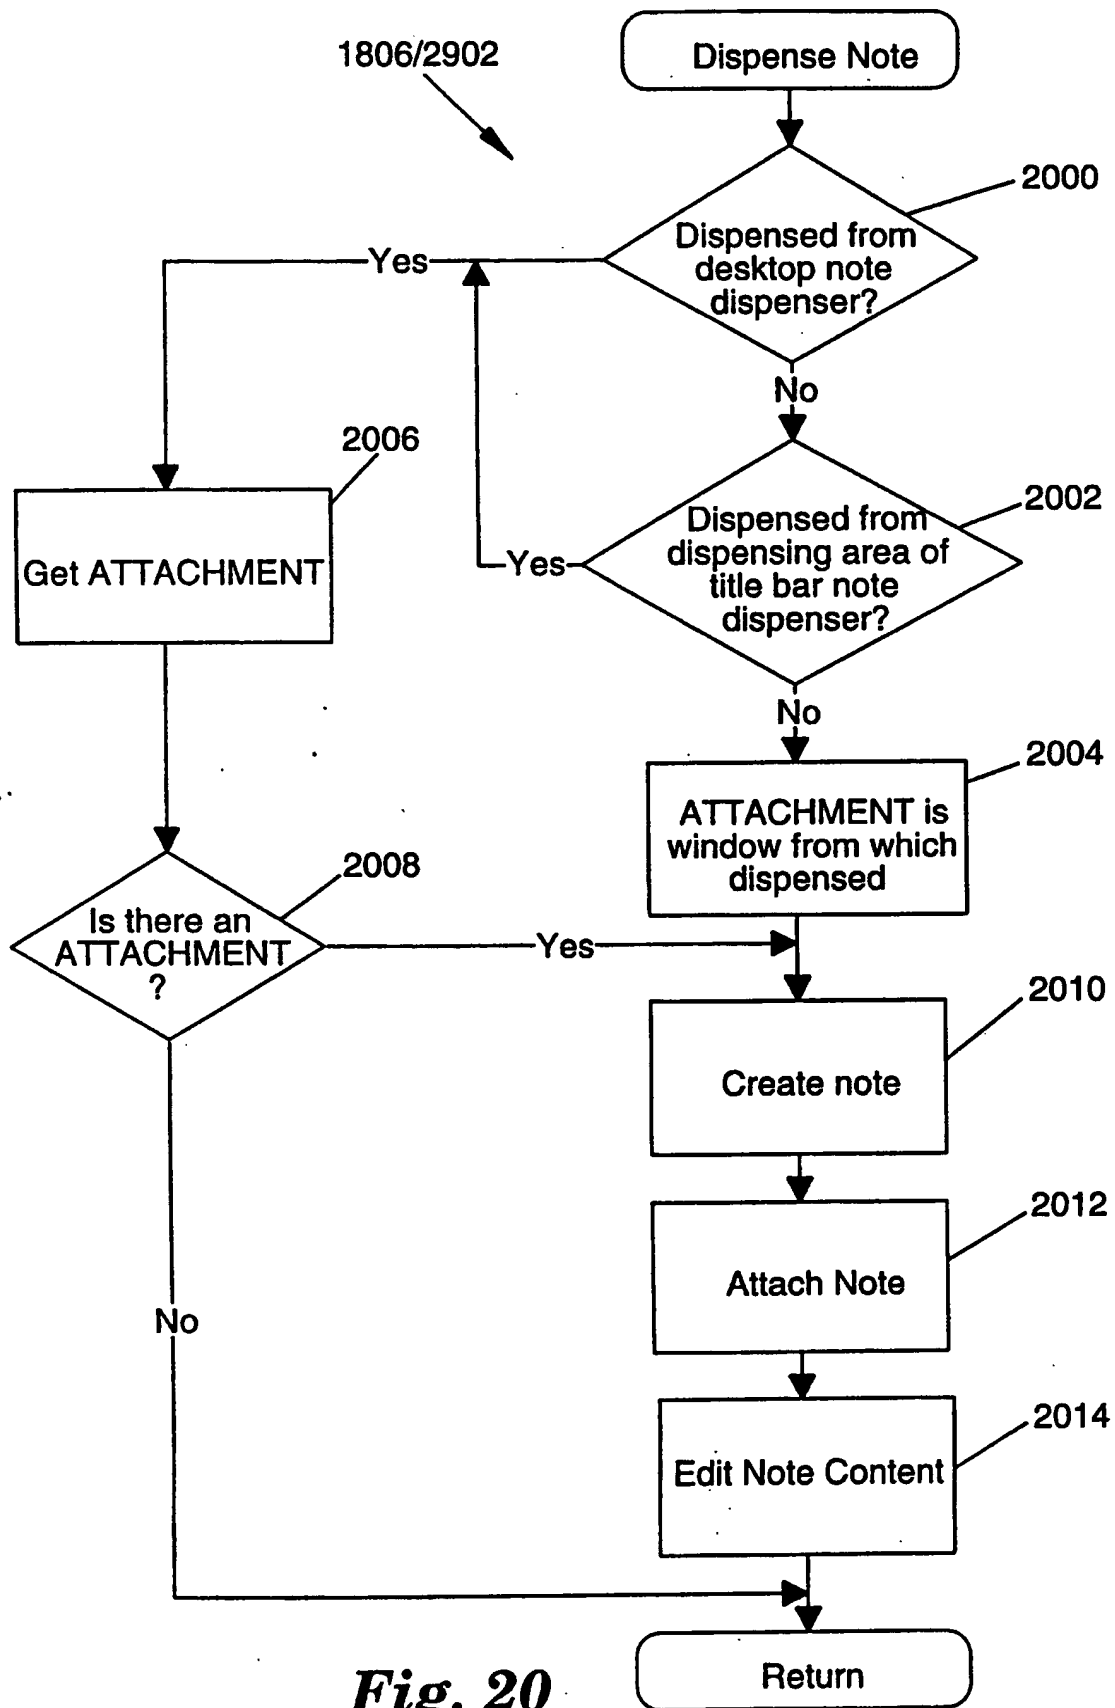 1806/2902
Dispense Note
2000
Dispensed from
desktop note
dispenser?
Yes
No
2006
2002
Get ATTACHMENT
Dispensed from
dispensing area of
title bar note
dispenser?
Yes
No
2004
ATTACHMENT is
window from which
dispensed
2008
Is there an
ATTACHMENT
?
Yes
2010
Create note
2012
Attach Note
No
2014
Edit Note Content
Return
Fig. 20